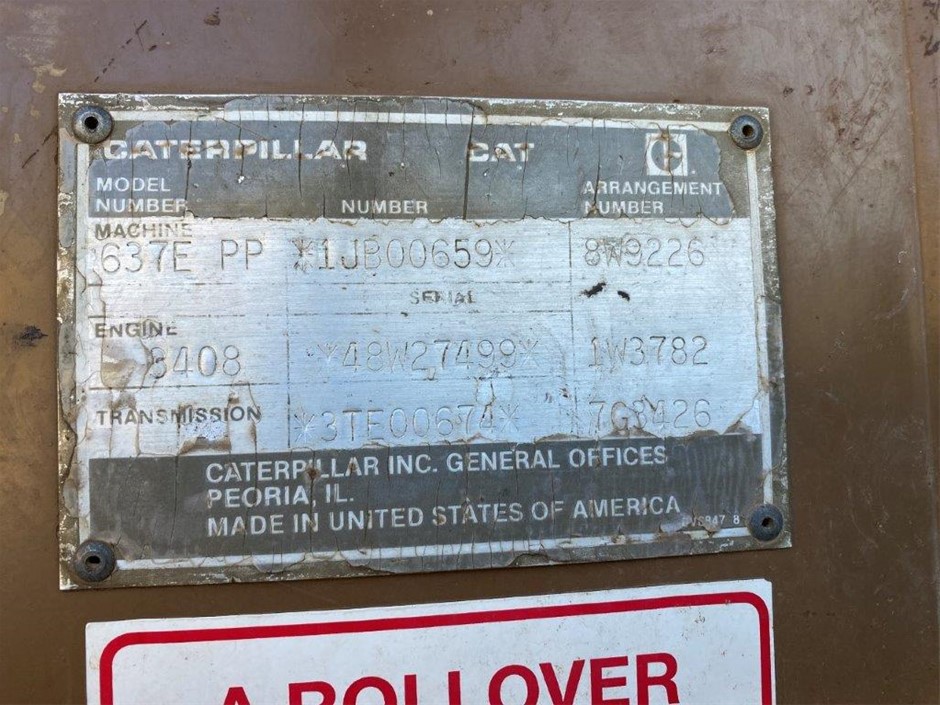 CATERPILLAR CAT
MODEL NUMBER NUMBER ARRANGEMENT NUMBER
MACHINE
637E PP *1JB00659* 8W9226
SERIAL
ENGINE
3408 *48W27499* 1W3782
TRANSMISSION *3TF00674* 7G8426
CATERPILLAR INC. GENERAL OFFICES
PEORIA, IL.
MADE IN UNITED STATES OF AMERICA
A ROLLOVER